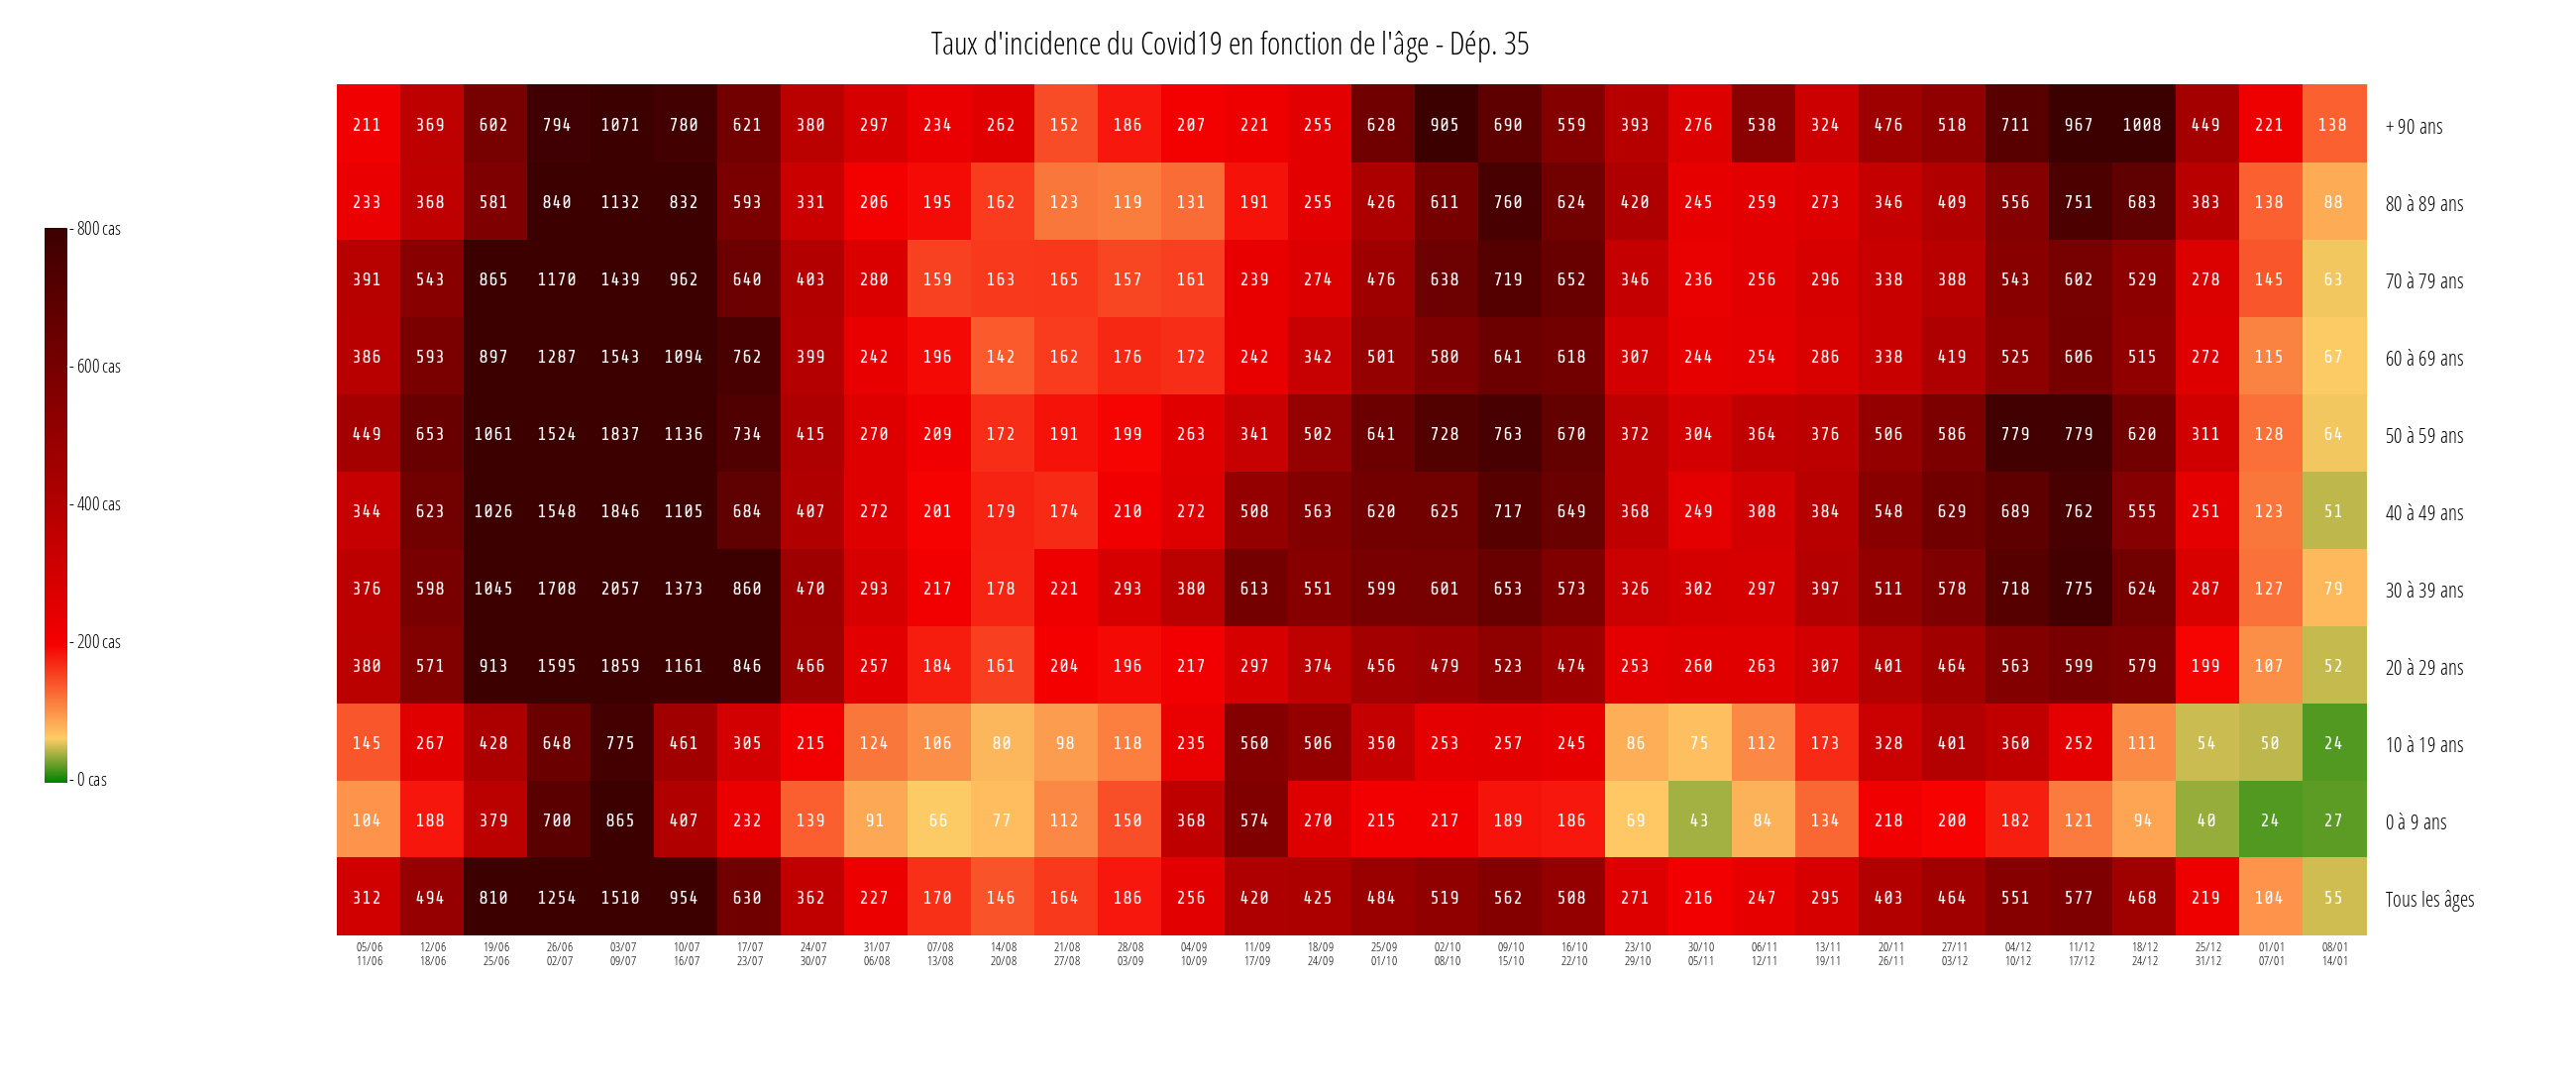 Taux d'incidence du Covid19 en fonction de l'âge - Dép. 35
- 800 cas
- 600 cas
- 400 cas
- 200 cas
- 0 cas
211 369 602 794 1071 780 621 380 297 234 262 152 186 207 221 255 628 905 690 559 393 276 538 324 476 518 711 967 1008 449 221 138 + 90 ans
233 368 581 840 1132 832 593 331 206 195 162 123 119 131 191 255 426 611 760 624 420 245 259 273 346 409 556 751 683 383 138 88 80 à 89 ans
391 543 865 1170 1439 962 640 403 280 159 163 165 157 161 239 274 476 638 719 652 346 236 256 296 338 388 543 602 529 278 145 63 70 à 79 ans
386 593 897 1287 1543 1094 762 399 242 196 142 162 176 172 242 342 501 580 641 618 307 244 254 286 338 419 525 606 515 272 115 67 60 à 69 ans
449 653 1061 1524 1837 1136 734 415 270 209 172 191 199 263 341 502 641 728 763 670 372 304 364 376 506 586 779 779 620 311 128 64 50 à 59 ans
344 623 1026 1548 1846 1105 684 407 272 201 179 174 210 272 508 563 620 625 717 649 368 249 308 384 548 629 689 762 555 251 123 51 40 à 49 ans
376 598 1045 1708 2057 1373 860 470 293 217 178 221 293 380 613 551 599 601 653 573 326 302 297 397 511 578 718 775 624 287 127 79 30 à 39 ans
380 571 913 1595 1859 1161 846 466 257 184 161 204 196 217 297 374 456 479 523 474 253 260 263 307 401 464 563 599 579 199 107 52 20 à 29 ans
145 267 428 648 775 461 305 215 124 106 80 98 118 235 560 506 350 253 257 245 86 75 112 173 328 401 360 252 111 54 50 24 10 à 19 ans
104 188 379 700 865 407 232 139 91 66 77 112 150 368 574 270 215 217 189 186 69 43 84 134 218 200 182 121 94 40 24 27 0 à 9 ans
312 494 810 1254 1510 954 630 362 227 170 146 164 186 256 420 425 484 519 562 508 271 216 247 295 403 464 551 577 468 219 104 55 Tous les âges
05/06 12/06 19/06 26/06 03/07 10/07 17/07 24/07 31/07 07/08 14/08 21/08 28/08 04/09 11/09 18/09 25/09 02/10 09/10 16/10 23/10 30/10 06/11 13/11 20/11 27/11 04/12 11/12 18/12 25/12 01/01 08/01
11/06 18/06 25/06 02/07 09/07 16/07 23/07 30/07 06/08 13/08 20/08 27/08 03/09 10/09 17/09 24/09 01/10 08/10 15/10 22/10 29/10 05/11 12/11 19/11 26/11 03/12 10/12 17/12 24/12 31/12 07/01 14/01